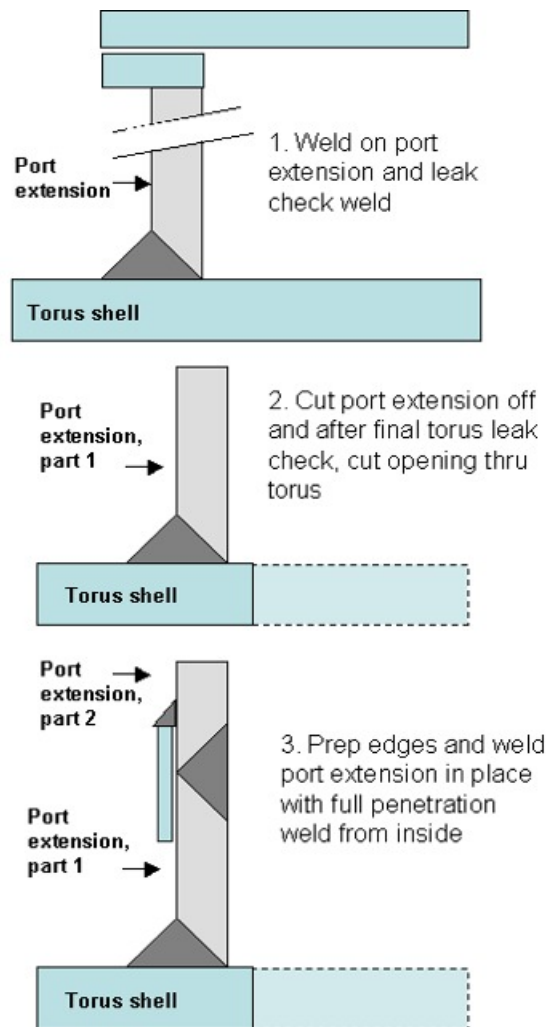 1. Weld on port
extension and leak
check weld
Port
extension
Torus shell
2. Cut port extension off
and after final torus leak
check, cut opening thru
torus
Port
extension,
part 1
Torus shell
Port
extension,
part 2
3. Prep edges and weld
port extension in place
with full penetration
weld from inside
Port
extension,
part 1
Torus shell